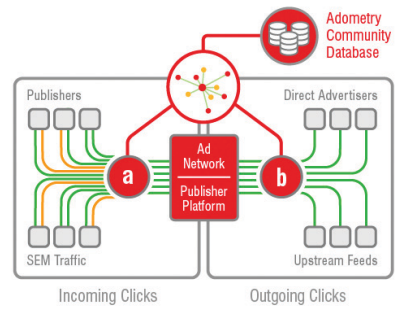 Adometry
Community
Database
Publishers
Direct Advertisers
a
Ad
Network
Publisher
Platform
b
SEM Traffic
Upstream Feeds
Incoming Clicks
Outgoing Clicks